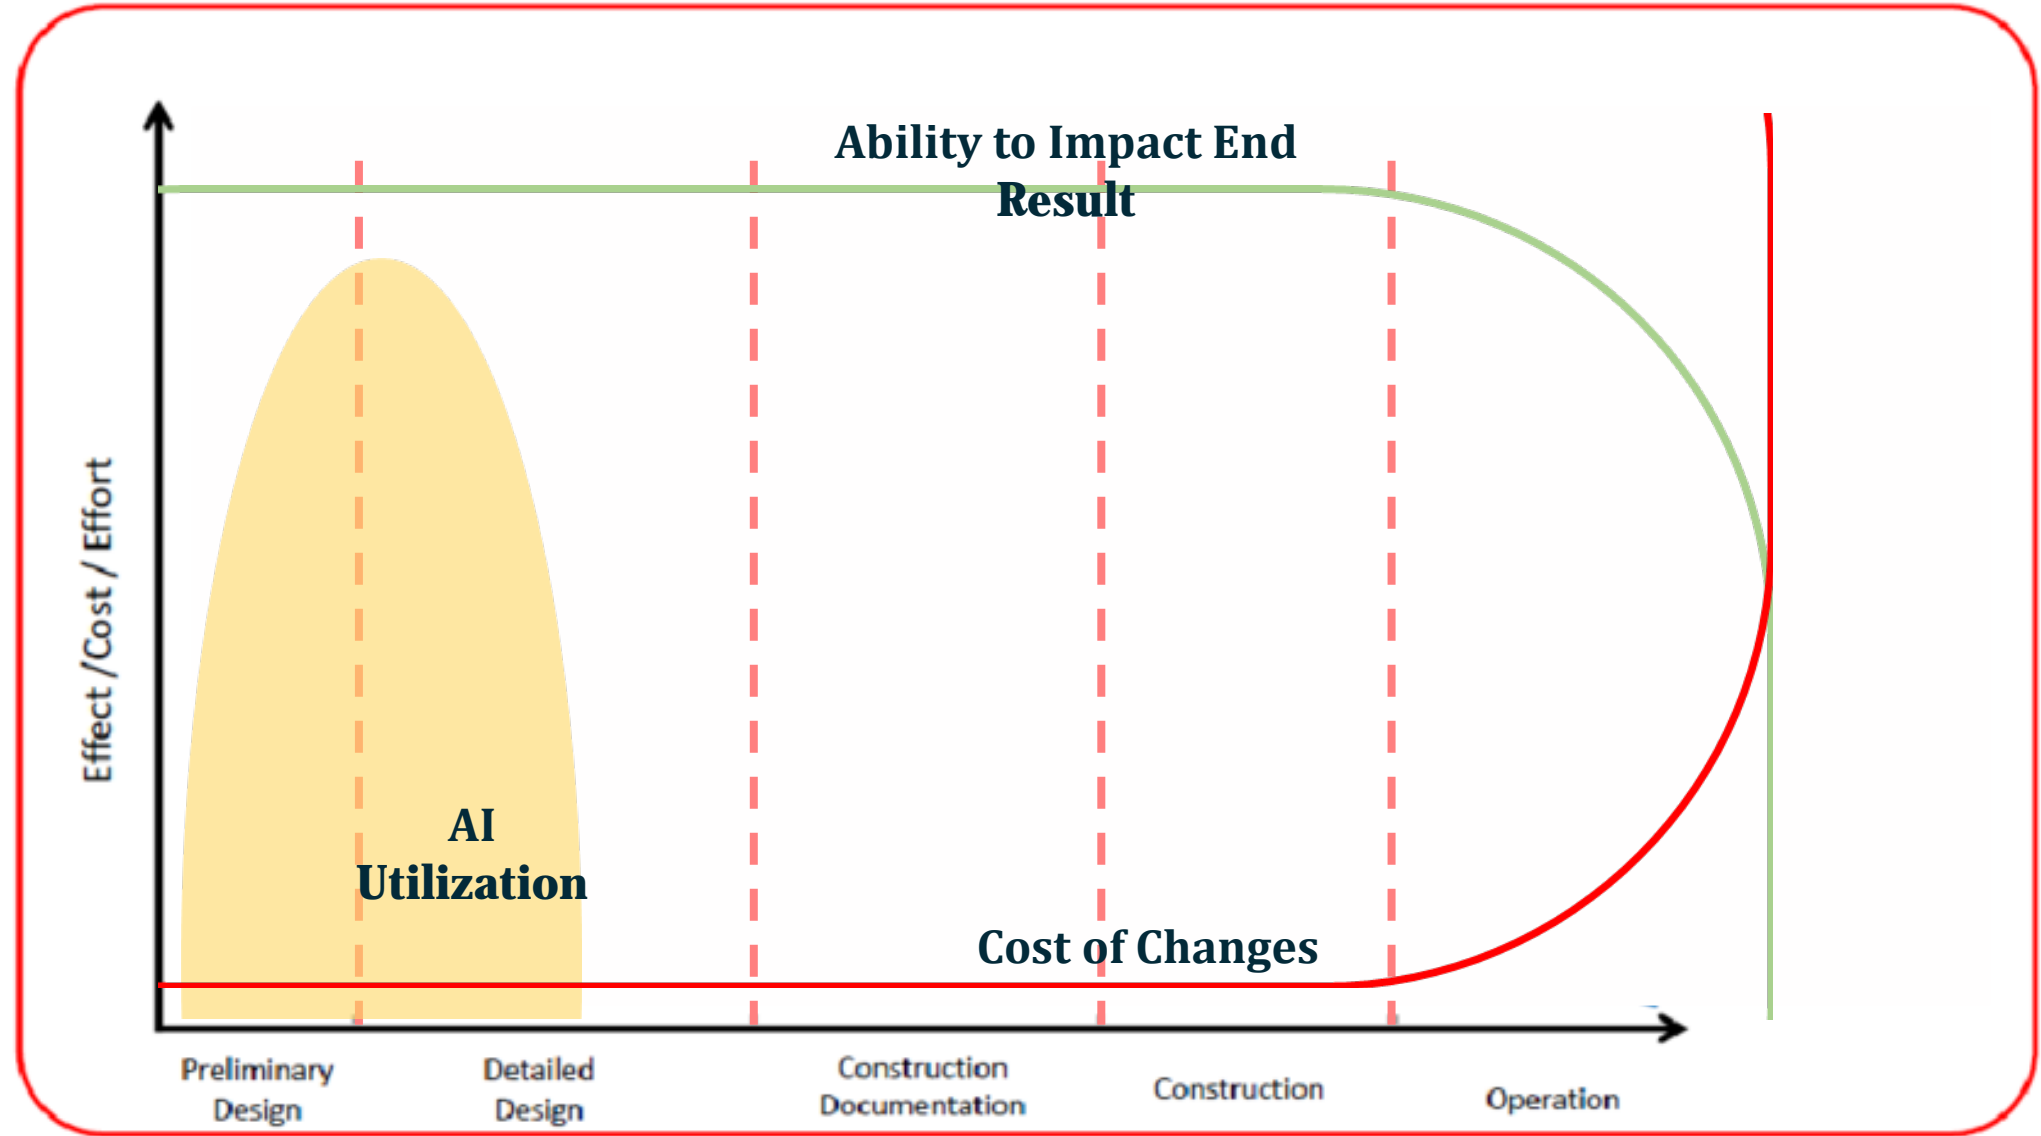 Ability to Impact End
Result
Effect /Cost / Effort
AI
Utilization
Cost of Changes
Preliminary
Design
Detailed
Design
Construction
Documentation
Construction
Operation